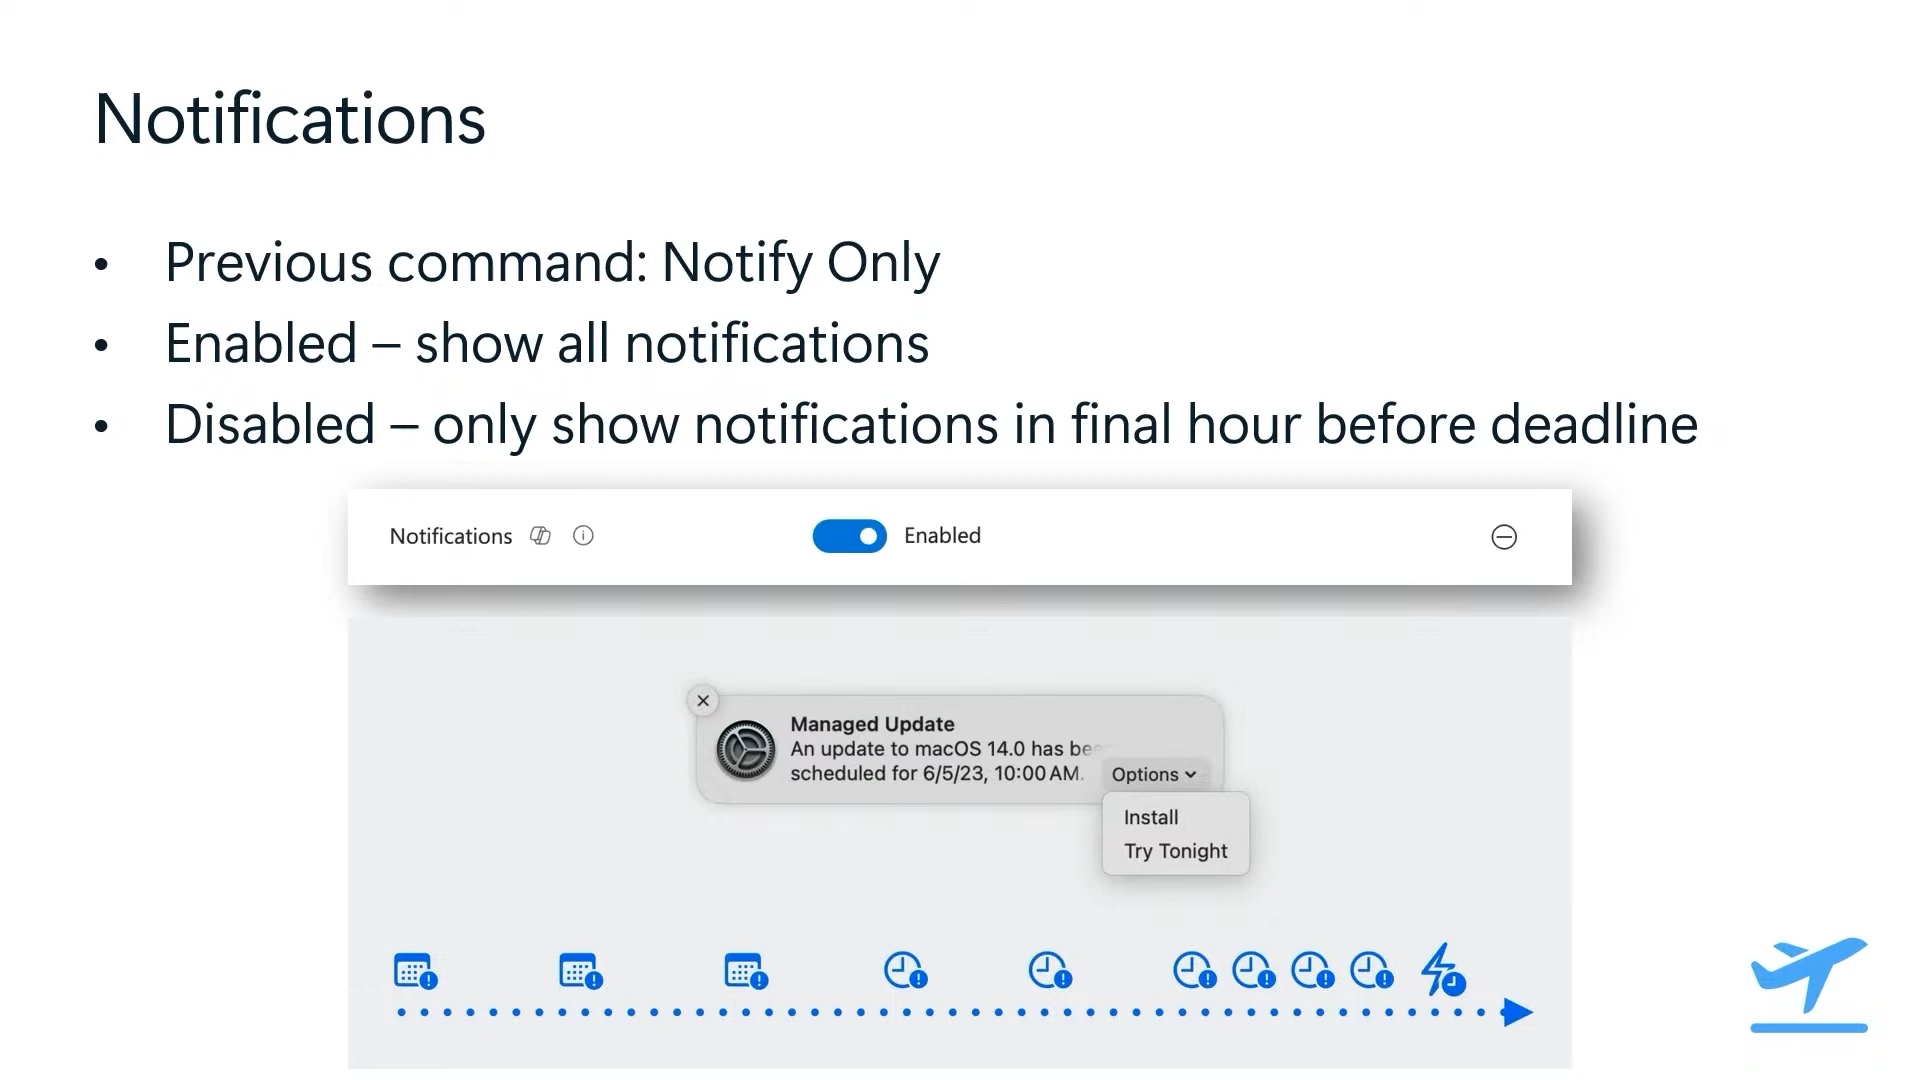 Notifications
• Previous command: Notify Only
• Enabled – show all notifications
• Disabled – only show notifications in final hour before deadline
Notifications
Enabled
Managed Update
An update to macOS 14.0 has bee
scheduled for 6/5/23, 10:00 AM.
Options
Install
Try Tonight